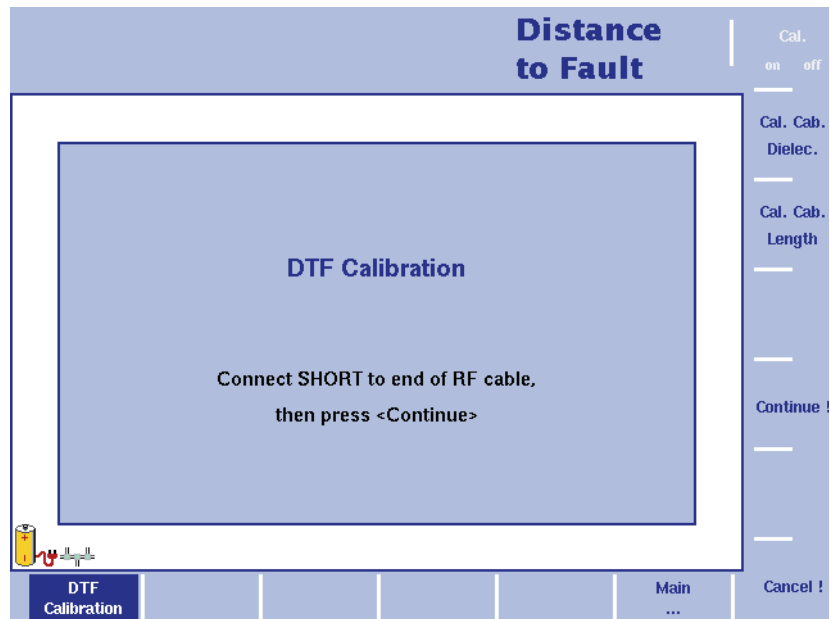 Distance
to Fault
Cal.
on off
Cal. Cab.
Dielec.
Cal. Cab.
Length
DTF Calibration
Connect SHORT to end of RF cable,
then press <Continue>
Continue !
+
-
DTF
Calibration
Main
...
Cancel !